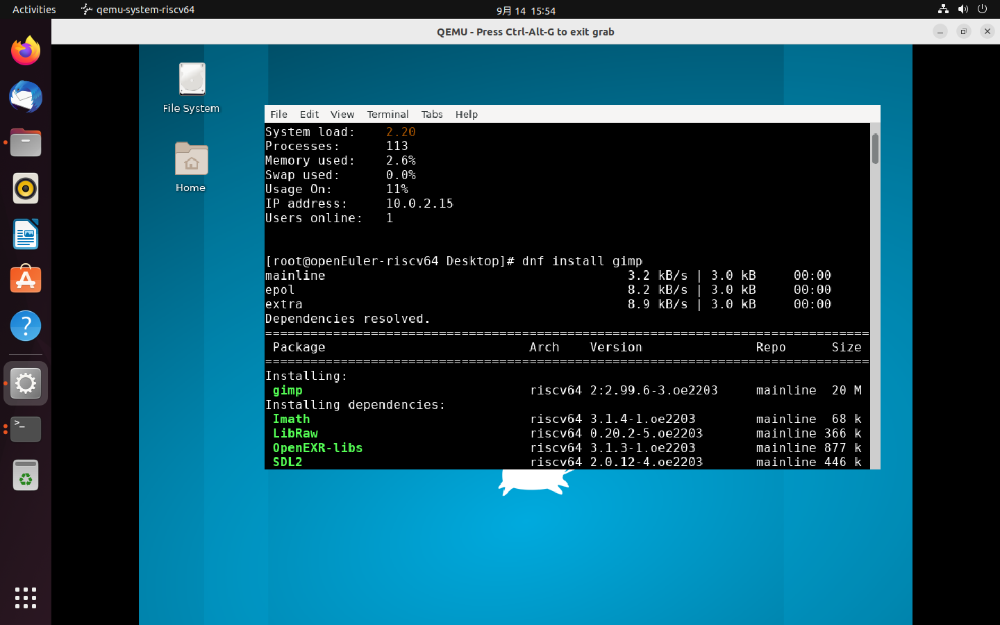 Activities qemu-system-riscv64 9月 14 15:54
QEMU - Press Ctrl-Alt-G to exit grab
File System
Home
File Edit View Terminal Tabs Help
System load: 2.20
Processes: 113
Memory used: 2.6%
Swap used: 0.0%
Usage On: 11%
IP address: 10.0.2.15
Users online: 1
[root@openEuler-riscv64 Desktop]# dnf install gimp
mainline 3.2 kB/s | 3.0 kB 00:00
epol 8.2 kB/s | 3.0 kB 00:00
extra 8.9 kB/s | 3.0 kB 00:00
Dependencies resolved.
================================================================================
Package Arch Version Repo Size
================================================================================
Installing:
gimp riscv64 2:2.99.6-3.oe2203 mainline 20 M
Installing dependencies:
Imath riscv64 3.1.4-1.oe2203 mainline 68 k
LibRaw riscv64 0.20.2-5.oe2203 mainline 366 k
OpenEXR-libs riscv64 3.1.3-1.oe2203 mainline 877 k
SDL2 riscv64 2.0.12-4.oe2203 mainline 446 k